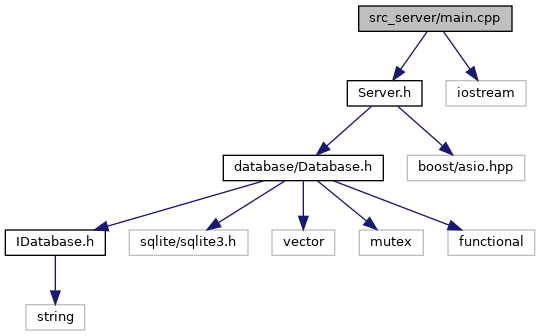 src_server/main.cpp
Server.h
iostream
database/Database.h
boost/asio.hpp
IDatabase.h
sqlite/sqlite3.h
vector
mutex
functional
string